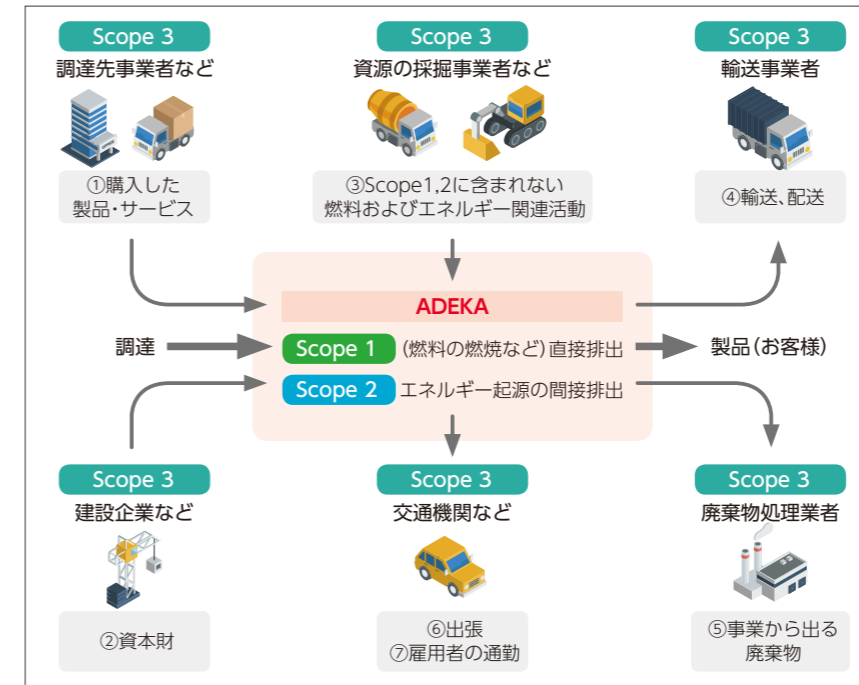 Scope 3
調達先事業者など
①購入した
製品・サービス
Scope 3
資源の採掘事業者など
③Scope1,2に含まれない
燃料およびエネルギー関連活動
Scope 3
輸送事業者
④輸送、配送
ADEKA
調達
Scope 1 (燃料の燃焼など)直接排出
製品(お客様)
Scope 2 エネルギー起源の間接排出
Scope 3
建設企業など
②資本財
Scope 3
交通機関など
⑥出張
⑦雇用者の通勤
Scope 3
廃棄物処理業者
⑤事業から出る
廃棄物